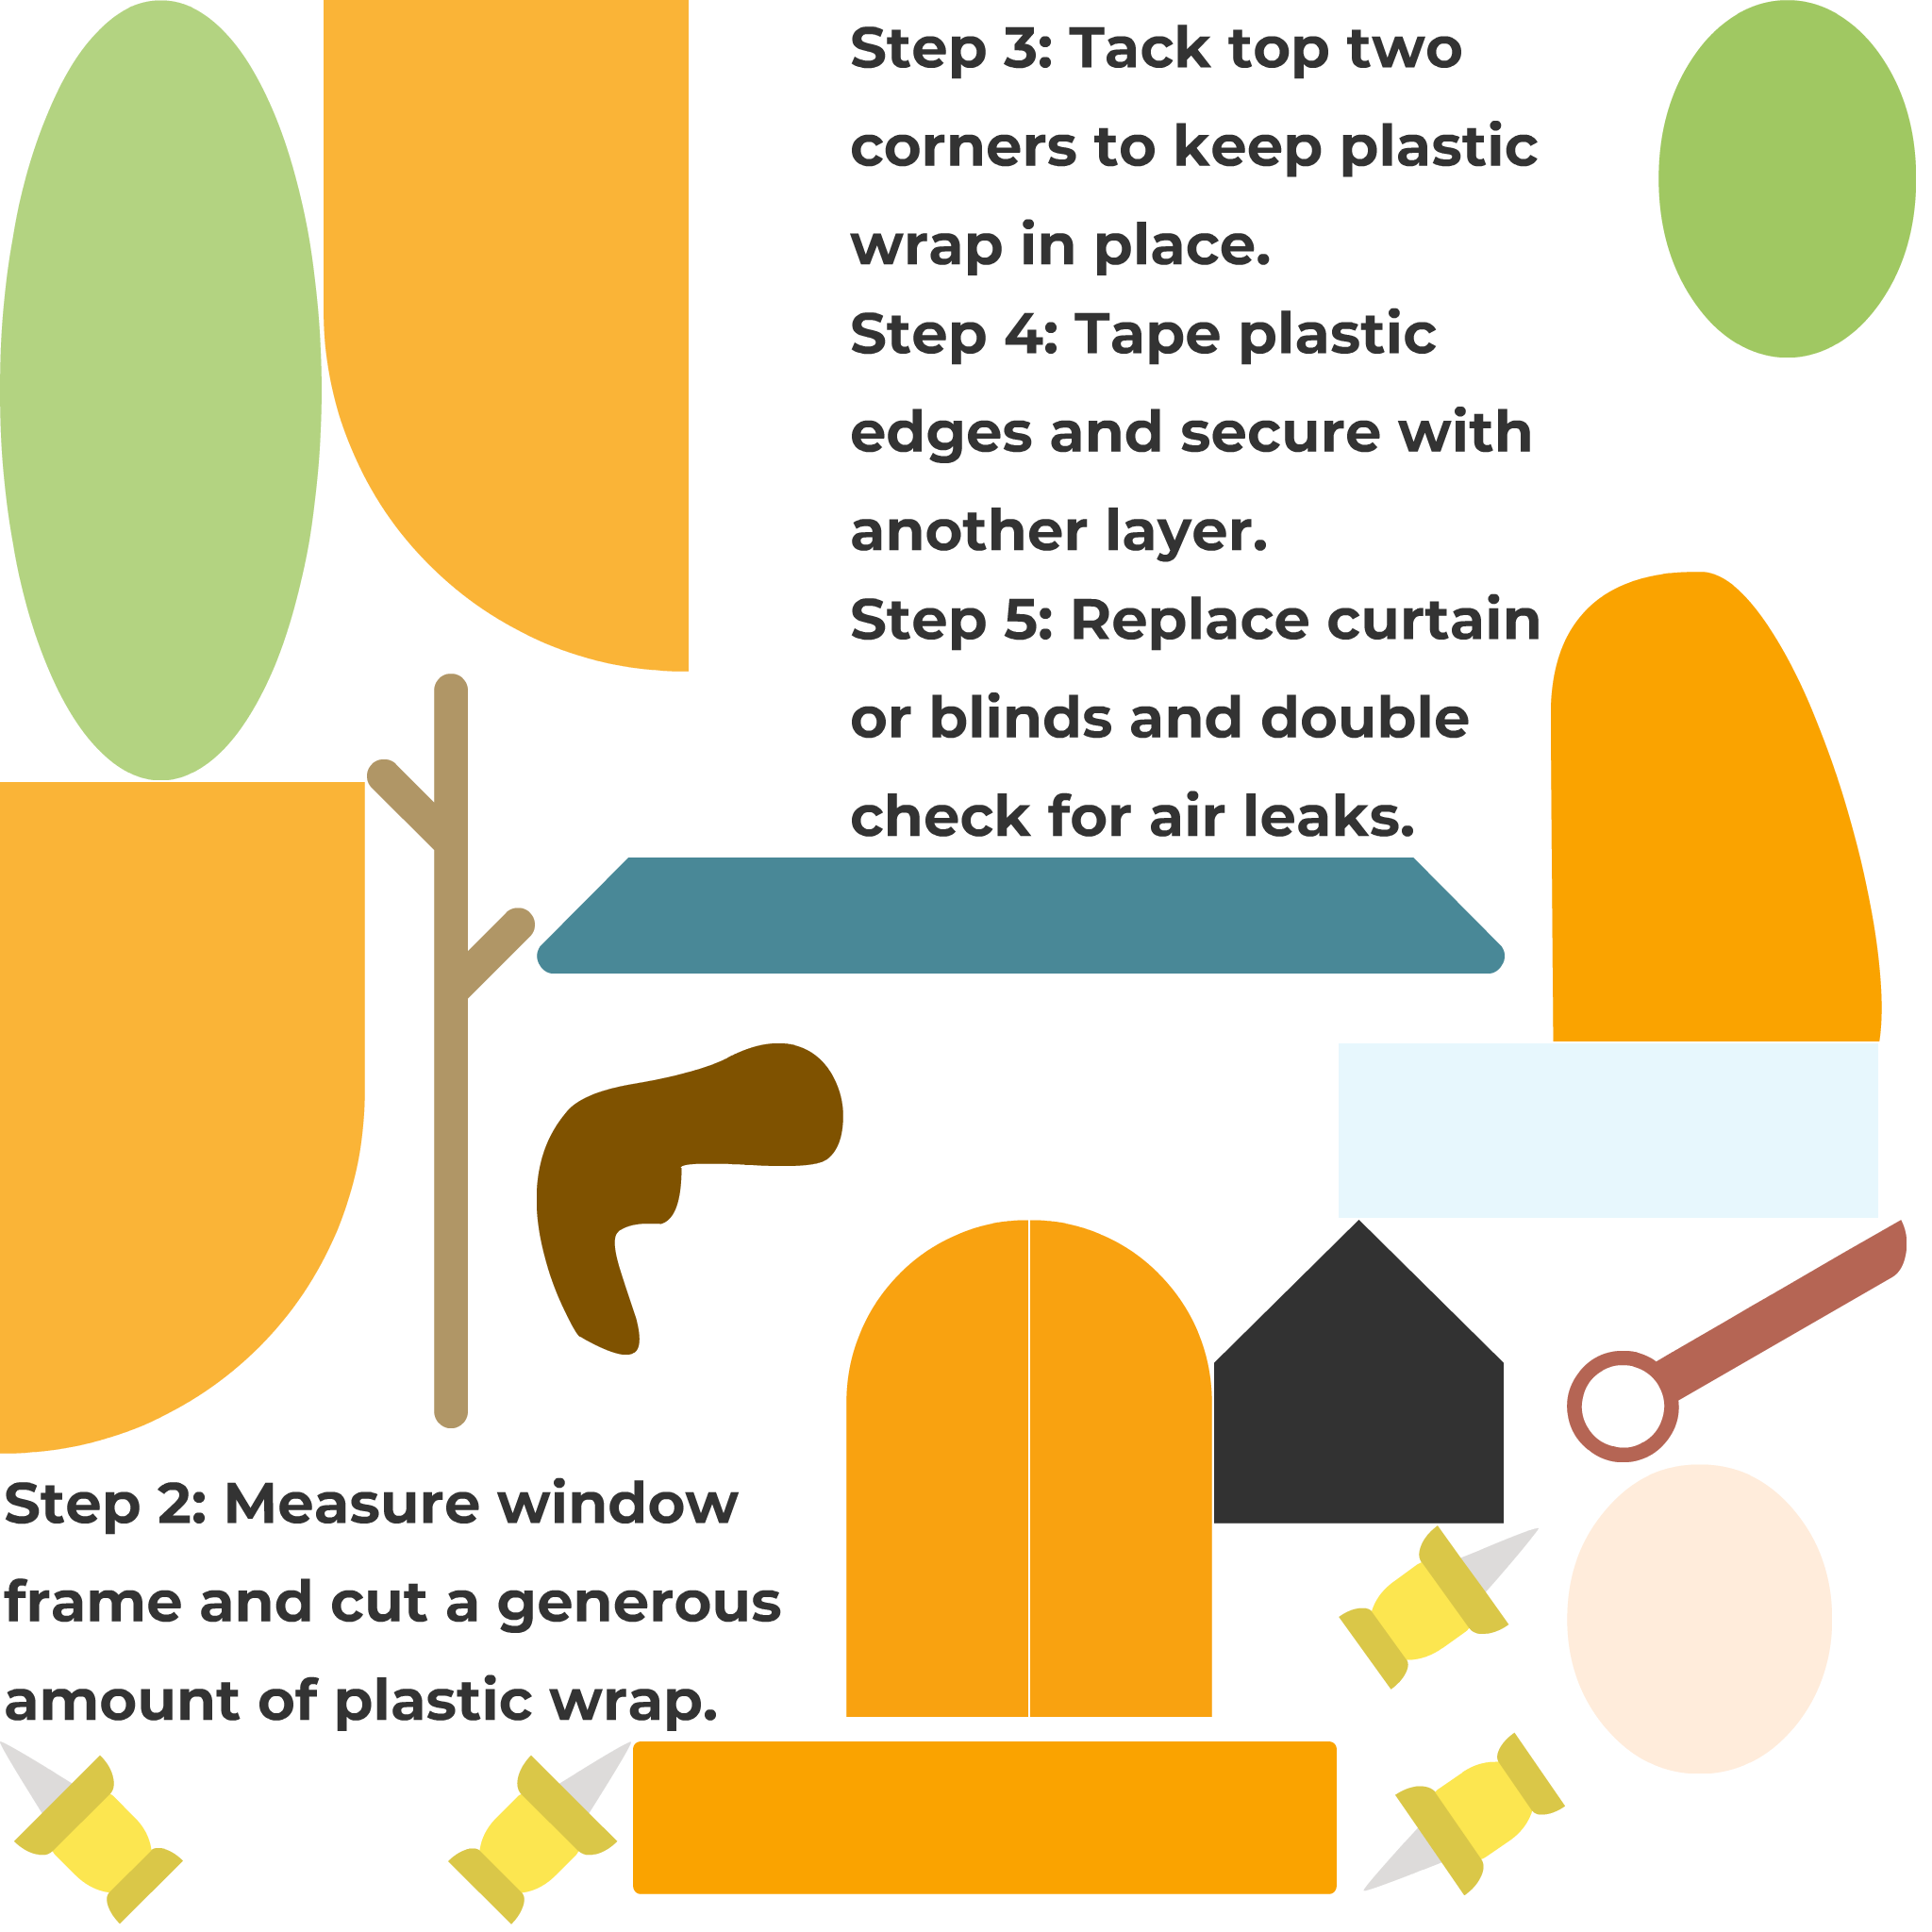 Step 3: Tack top two
corners to keep plastic
wrap in place.
Step 4: Tape plastic
edges and secure with
another layer.
Step 5: Replace curtain
or blinds and double
check for air leaks.
Step 2: Measure window
frame and cut a generous
amount of plastic wrap.